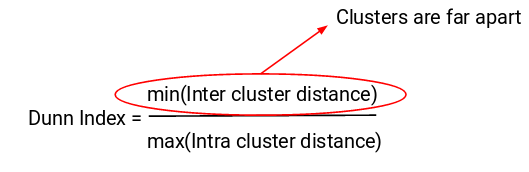 Clusters are far apart
min(Inter cluster distance)
Dunn Index =
max(Intra cluster distance)